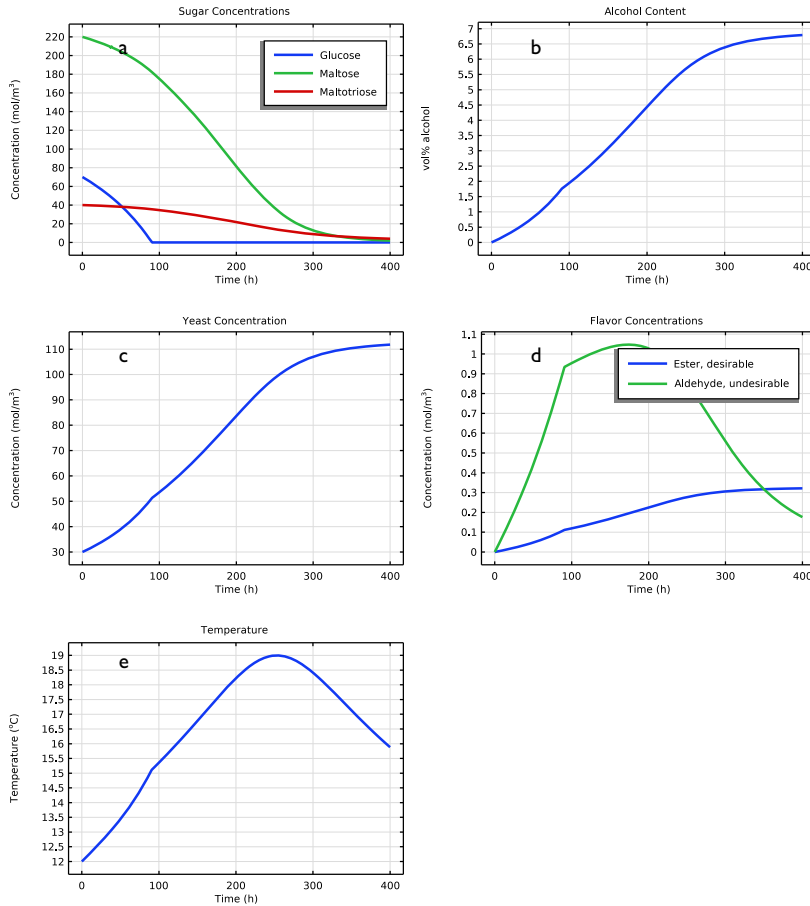 Sugar Concentrations
a
Glucose
Maltose
Maltotriose
Concentration (mol/m³)
220
200
180
160
140
120
100
80
60
40
20
0
0 100 200 300 400
Time (h)
Alcohol Content
b
vol% alcohol
7
6.5
6
5.5
5
4.5
4
3.5
3
2.5
2
1.5
1
0.5
0
0 100 200 300 400
Time (h)
Yeast Concentration
c
Concentration (mol/m³)
110
100
90
80
70
60
50
40
30
0 100 200 300 400
Time (h)
Flavor Concentrations
d
Ester, desirable
Aldehyde, undesirable
Concentration (mol/m³)
1.1
1
0.9
0.8
0.7
0.6
0.5
0.4
0.3
0.2
0.1
0
0 100 200 300 400
Time (h)
Temperature
e
Temperature (°C)
19
18.5
18
17.5
17
16.5
16
15.5
15
14.5
14
13.5
13
12.5
12
0 100 200 300 400
Time (h)